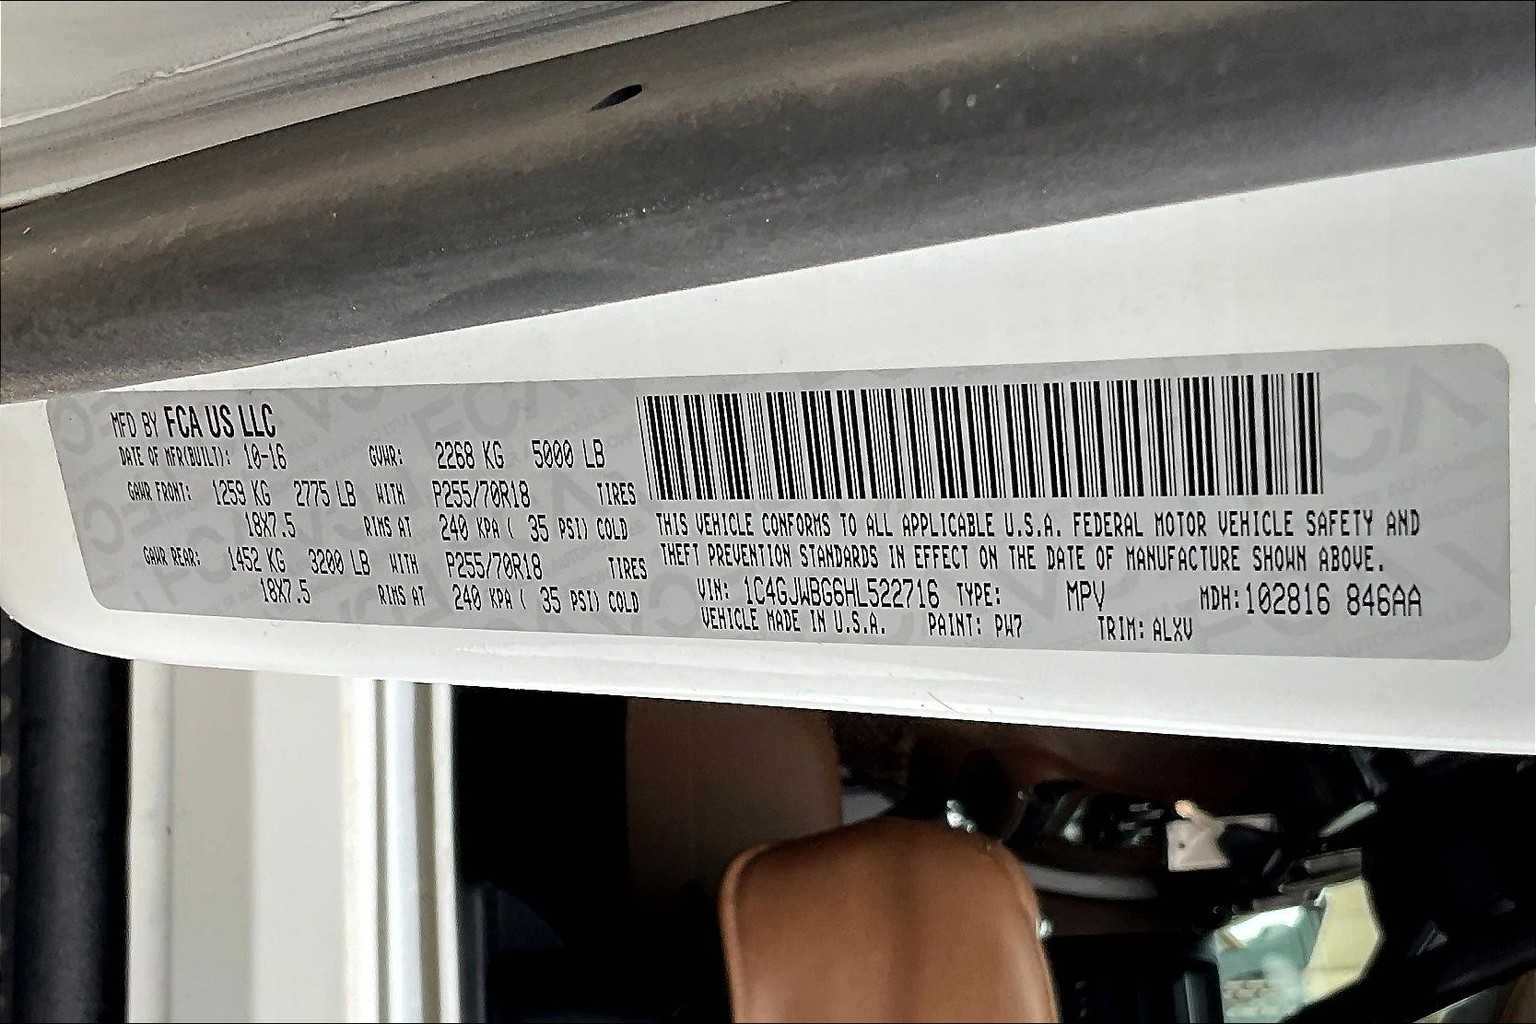 MFD BY FCA US LLC
DATE OF MFR(BUILT): 10-16 GVWR: 2268 KG 5000 LB
GAWR FRONT: 1259 KG 2775 LB WITH P255/70R18 TIRES
18X7.5 RIMS AT 240 KPA ( 35 PSI) COLD
GAWR REAR: 1452 KG 3200 LB WITH P255/70R18 TIRES
18X7.5 RIMS AT 240 KPA ( 35 PSI) COLD
THIS VEHICLE CONFORMS TO ALL APPLICABLE U.S.A. FEDERAL MOTOR VEHICLE SAFETY AND
THEFT PREVENTION STANDARDS IN EFFECT ON THE DATE OF MANUFACTURE SHOWN ABOVE.
VIN: 1C4GJWBG6HL522716 TYPE: MPV MDH: 102816 846AA
VEHICLE MADE IN U.S.A. PAINT: PW7 TRIM: ALXV